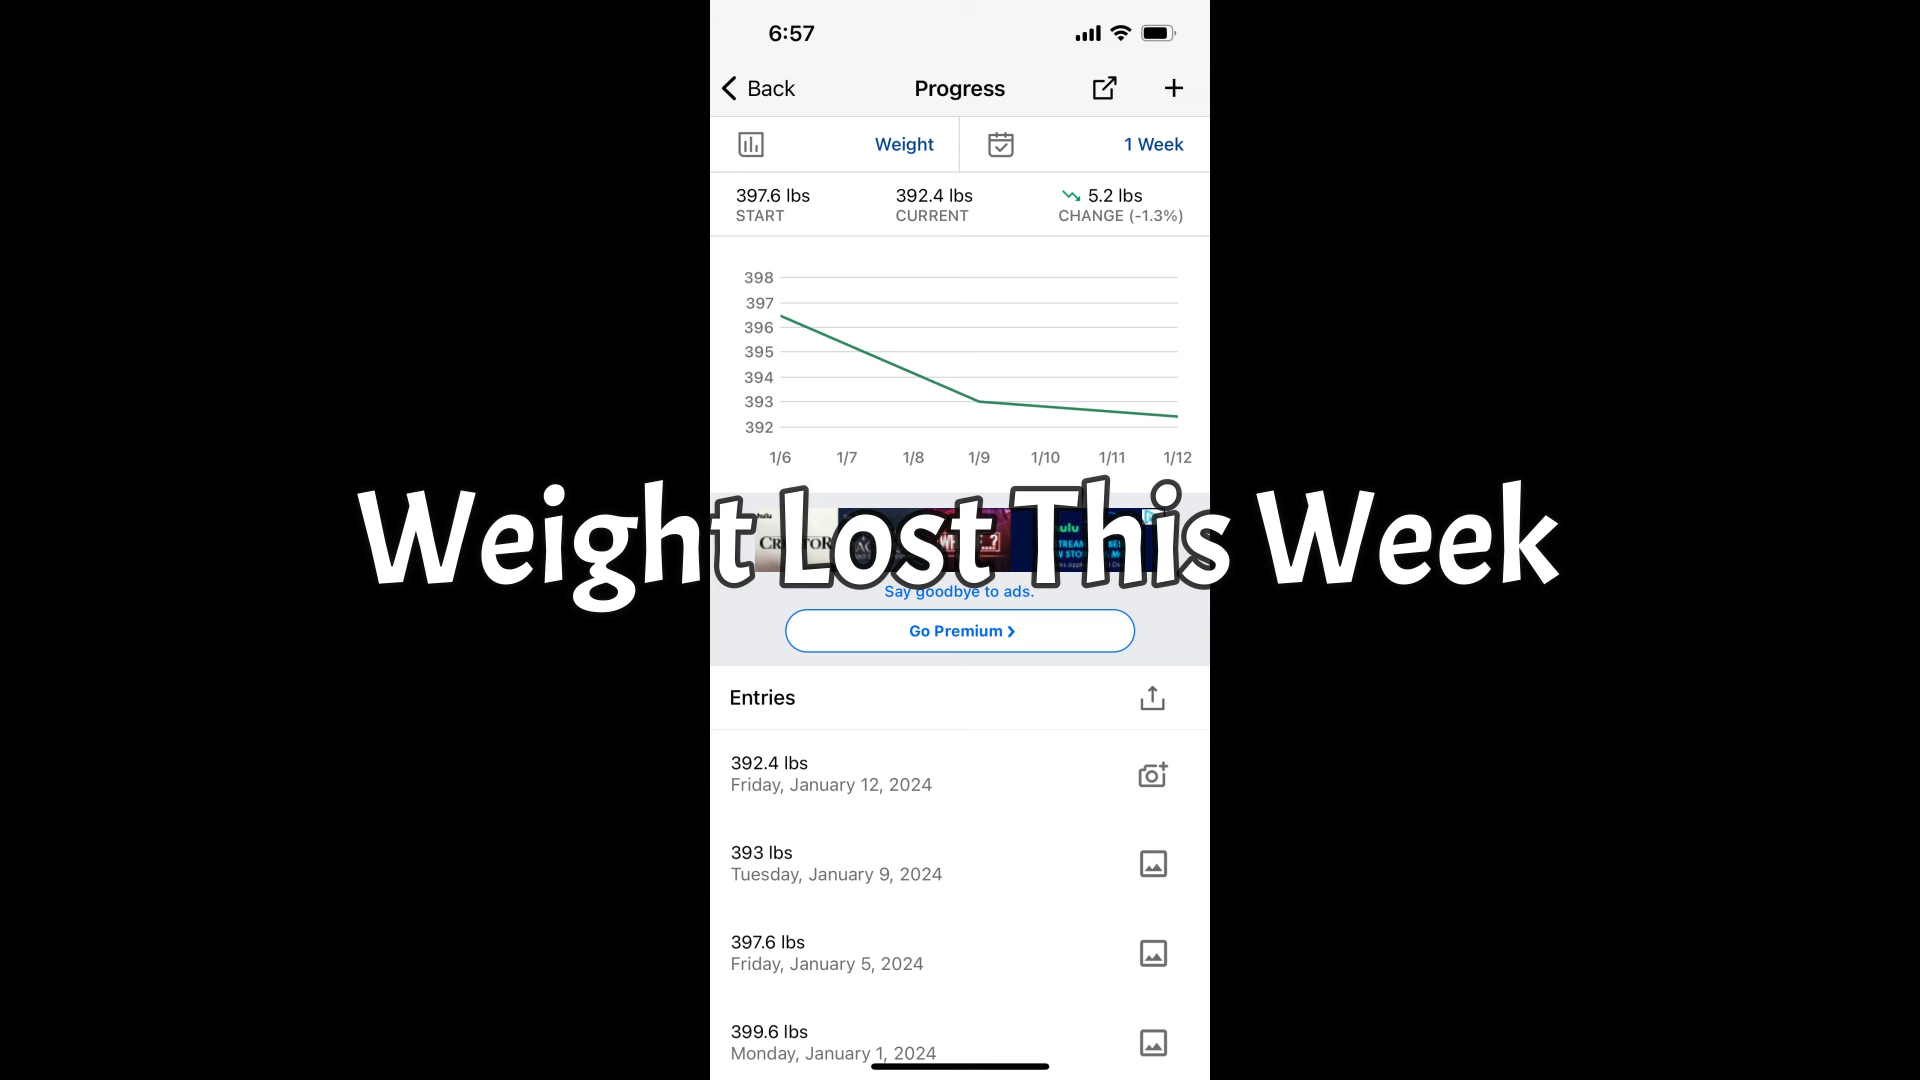 6:57
Back
Progress
Weight
1 Week
397.6 lbs
START
392.4 lbs
CURRENT
5.2 lbs
CHANGE (-1.3%)
398
397
396
395
394
393
392
1/6 1/7 1/8 1/9 1/10 1/11 1/12
Weight Lost This Week
hulu
hulu
Say goodbye to ads.
Go Premium
Entries
392.4 lbs
Friday, January 12, 2024
393 lbs
Tuesday, January 9, 2024
397.6 lbs
Friday, January 5, 2024
399.6 lbs
Monday, January 1, 2024